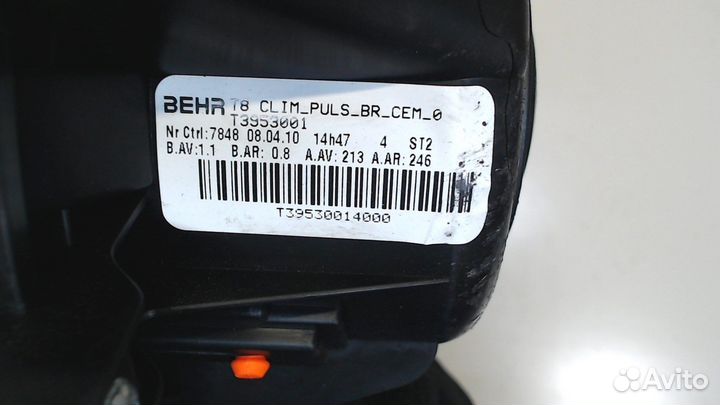 BEHR T8 CLIM_PULS_BR_CEM_0
T3953001
Nr Ctrl:7848 08.04.10 14h47 4 ST2
B.AV:1.1 B.AR: 0.8 A.AV: 213 A.AR: 246
T39530014000
Avito